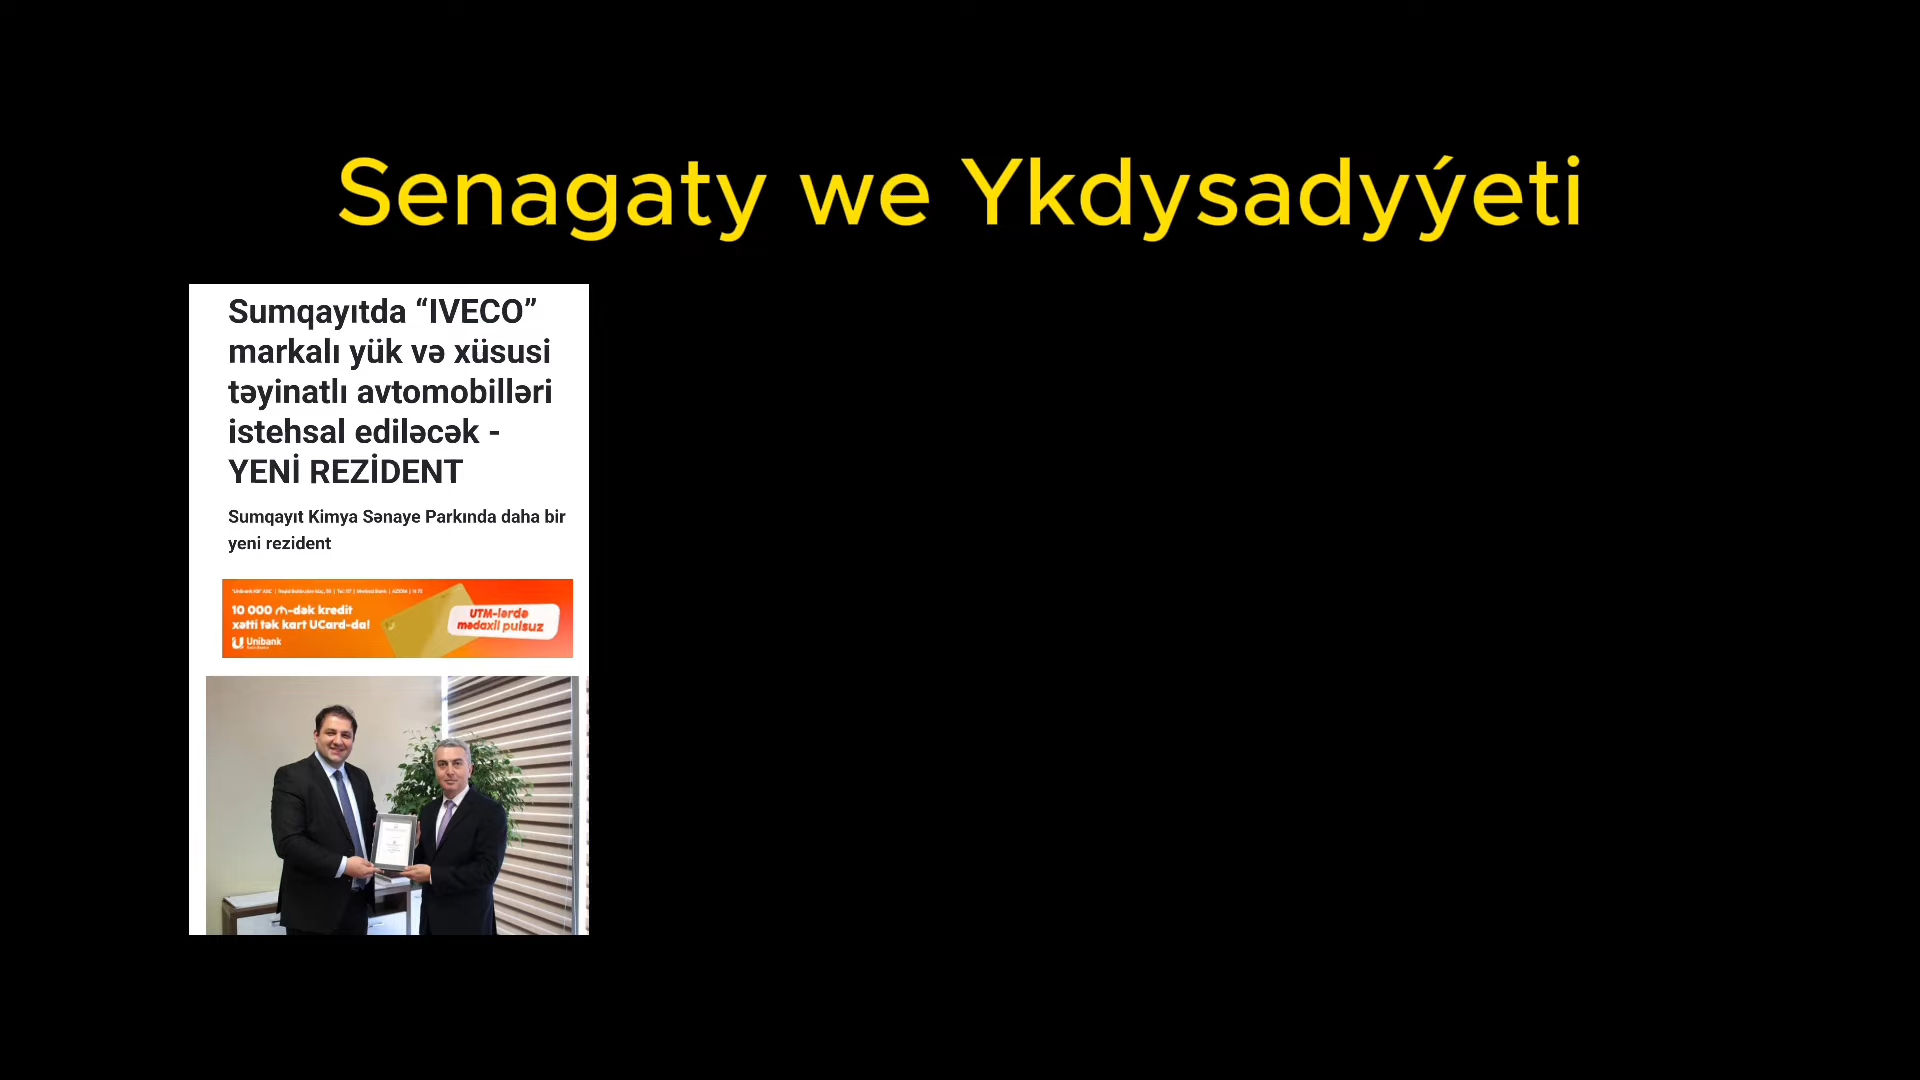 Senagaty we Ykdysadyýeti
Sumqayıtda “IVECO”
markalı yük və xüsusi
təyinatlı avtomobilləri
istehsal ediləcək -
YENİ REZİDENT
Sumqayıt Kimya Sənaye Parkında daha bir
yeni rezident
10 000 ₼-dək kredit
xətti tək kart UCard-da!
UTM-lərdə
mədaxil pulsuz
Unibank